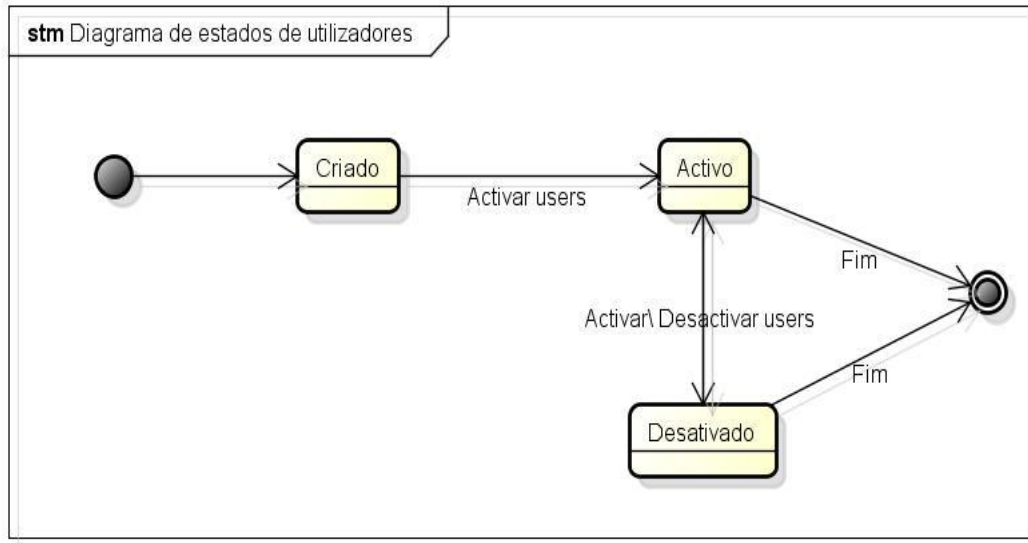 stm Diagrama de estados de utilizadores
Criado
Activar users
Activo
Fim
Activar\ Desactivar users
Fim
Desativado